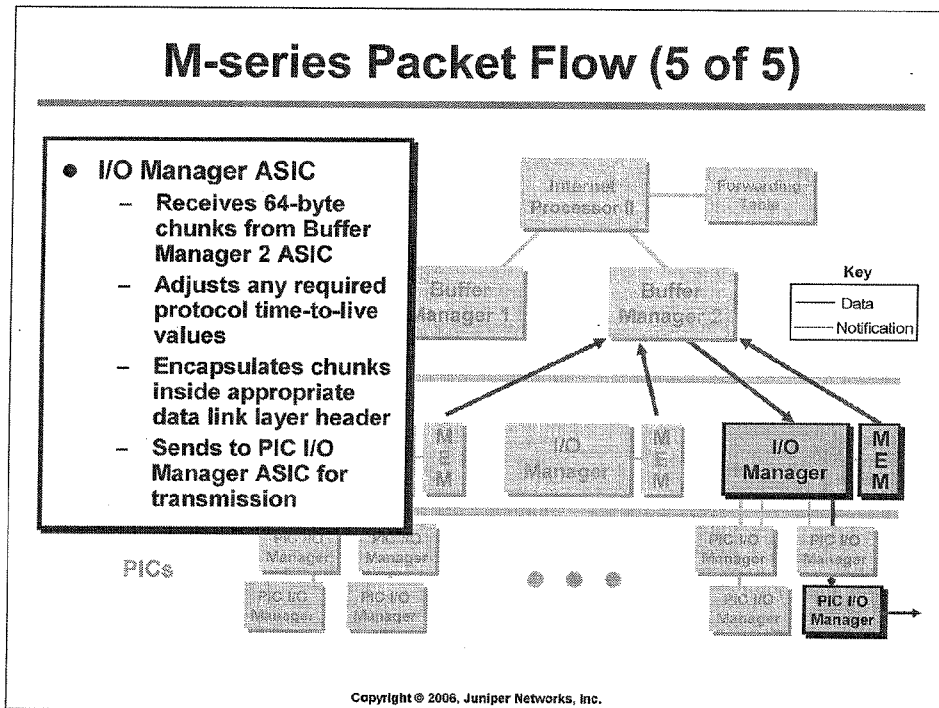 M-series Packet Flow (5 of 5)
● I/O Manager ASIC
– Receives 64-byte
chunks from Buffer
Manager 2 ASIC
– Adjusts any required
protocol time-to-live
values
– Encapsulates chunks
inside appropriate
data link layer header
– Sends to PIC I/O
Manager ASIC for
transmission
Internet
Processor II
Forwarding
Table
Buffer
Manager 1
Buffer
Manager 2
Key
Data
Notification
MEM
I/O
Manager
MEM
I/O
Manager
MEM
PICs
PIC I/O
Manager
PIC I/O
Manager
PIC I/O
Manager
PIC I/O
Manager
PIC I/O
Manager
PIC I/O
Manager
PIC I/O
Manager
PIC I/O
Manager
Copyright © 2006, Juniper Networks, Inc.